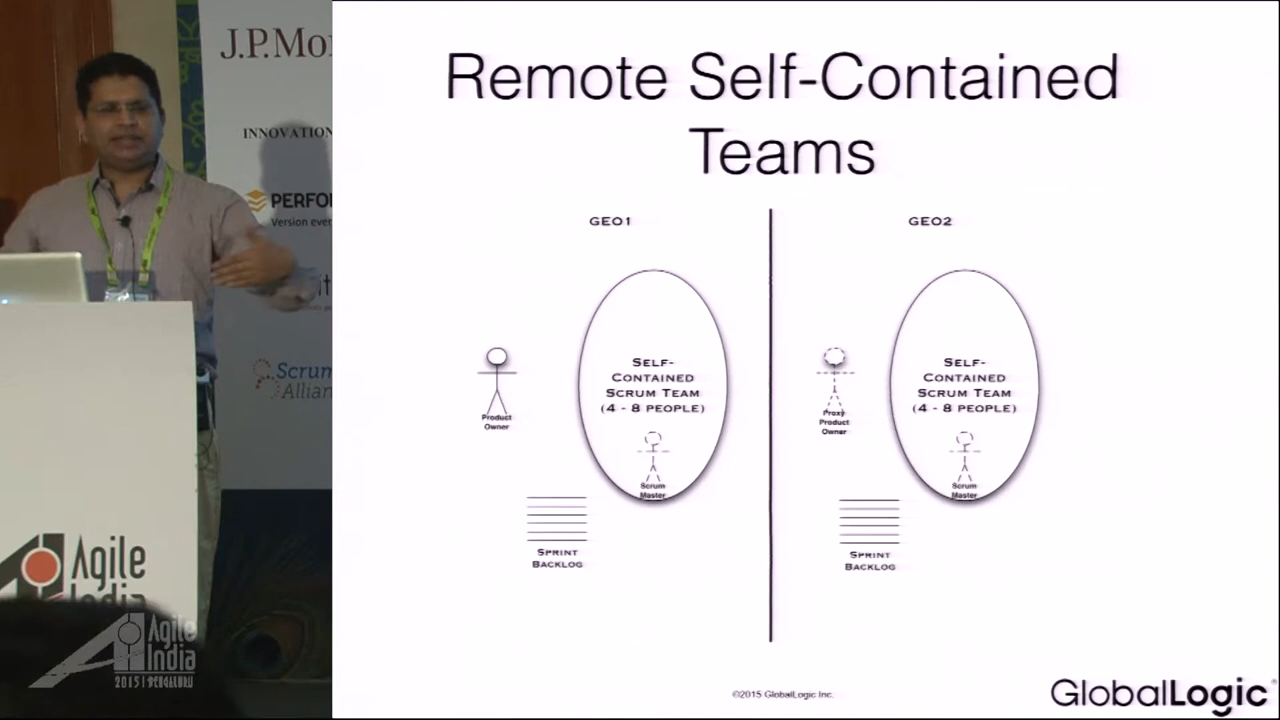 J.P.Mo
INNOVATION
PERFO
Version ever
Scrum
Allian
Agile
India
Agile
India
2015 | BENGALURU
Remote Self-Contained
Teams
GEO1
GEO2
Product
Owner
SELF-
CONTAINED
SCRUM TEAM
(4 - 8 PEOPLE)
Scrum
Master
SPRINT
BACKLOG
Proxy
Product
Owner
SELF-
CONTAINED
SCRUM TEAM
(4 - 8 PEOPLE)
Scrum
Master
SPRINT
BACKLOG
©2015 GlobalLogic Inc.
GlobalLogic®